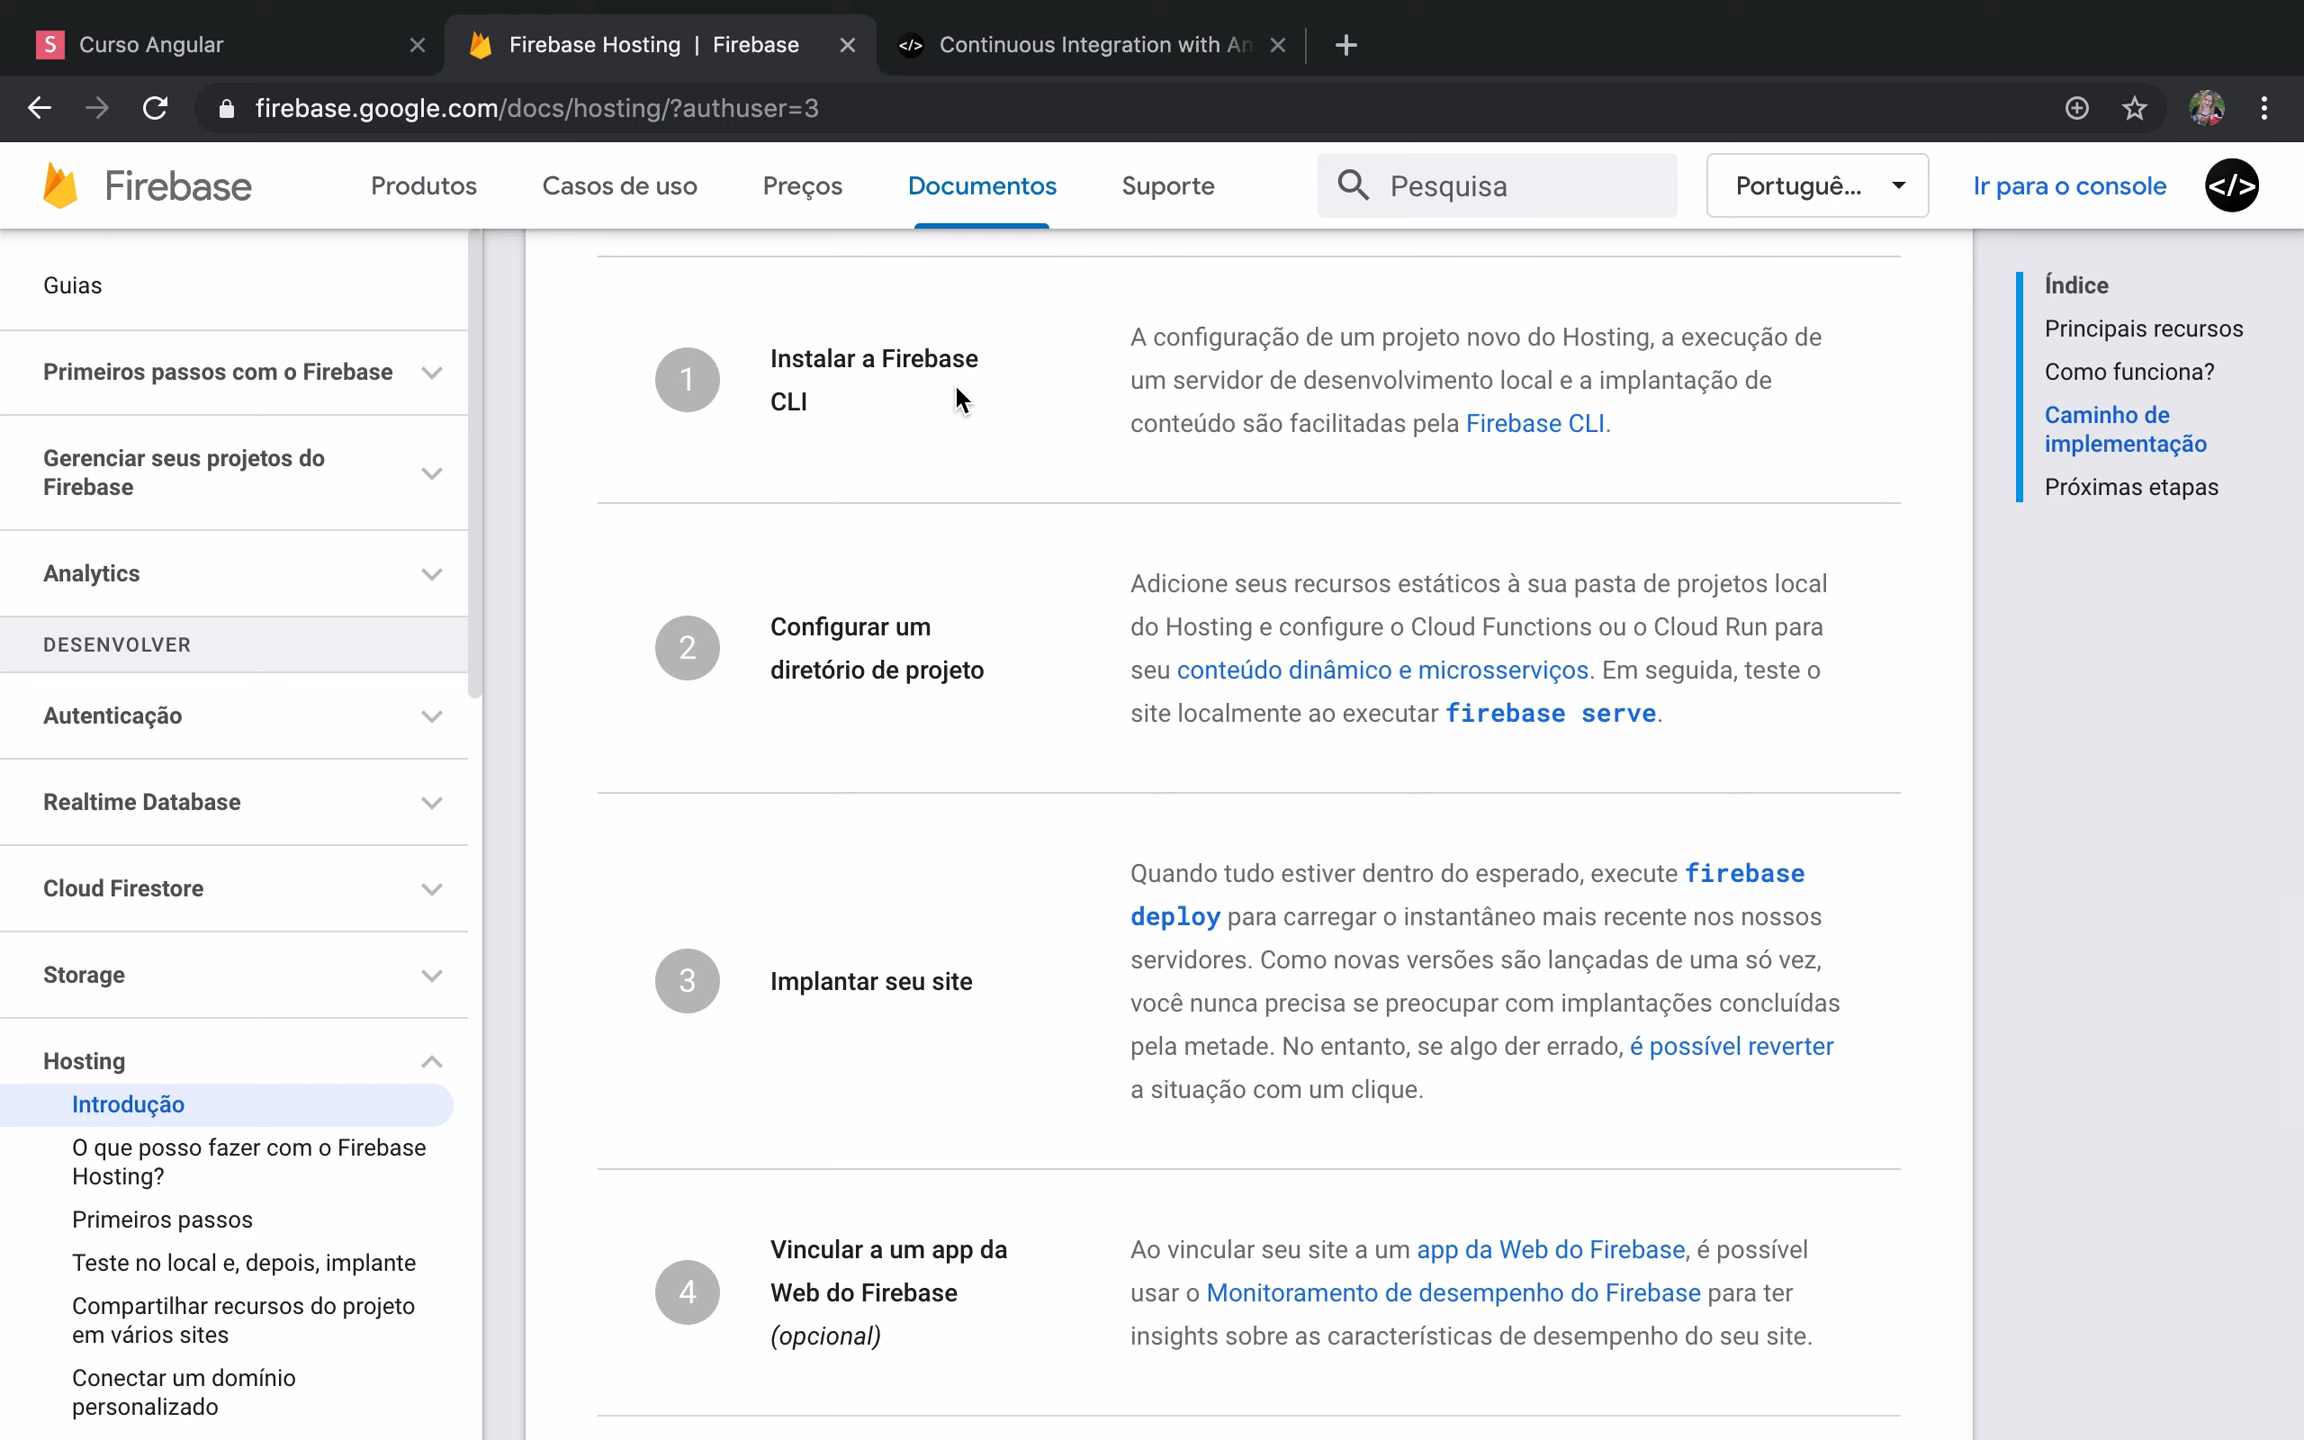 Curso Angular
Firebase Hosting | Firebase
Continuous Integration with An
firebase.google.com/docs/hosting/?authuser=3
Firebase
Produtos
Casos de uso
Preços
Documentos
Suporte
Pesquisa
Portuguê...
Ir para o console
Guias
Primeiros passos com o Firebase
Gerenciar seus projetos do
Firebase
Analytics
DESENVOLVER
Autenticação
Realtime Database
Cloud Firestore
Storage
Hosting
Introdução
O que posso fazer com o Firebase
Hosting?
Primeiros passos
Teste no local e, depois, implante
Compartilhar recursos do projeto
em vários sites
Conectar um domínio
personalizado
1
Instalar a Firebase
CLI
A configuração de um projeto novo do Hosting, a execução de
um servidor de desenvolvimento local e a implantação de
conteúdo são facilitadas pela Firebase CLI.
2
Configurar um
diretório de projeto
Adicione seus recursos estáticos à sua pasta de projetos local
do Hosting e configure o Cloud Functions ou o Cloud Run para
seu conteúdo dinâmico e microsserviços. Em seguida, teste o
site localmente ao executar firebase serve.
3
Implantar seu site
Quando tudo estiver dentro do esperado, execute firebase
deploy para carregar o instantâneo mais recente nos nossos
servidores. Como novas versões são lançadas de uma só vez,
você nunca precisa se preocupar com implantações concluídas
pela metade. No entanto, se algo der errado, é possível reverter
a situação com um clique.
4
Vincular a um app da
Web do Firebase
(opcional)
Ao vincular seu site a um app da Web do Firebase, é possível
usar o Monitoramento de desempenho do Firebase para ter
insights sobre as características de desempenho do seu site.
Índice
Principais recursos
Como funciona?
Caminho de
implementação
Próximas etapas